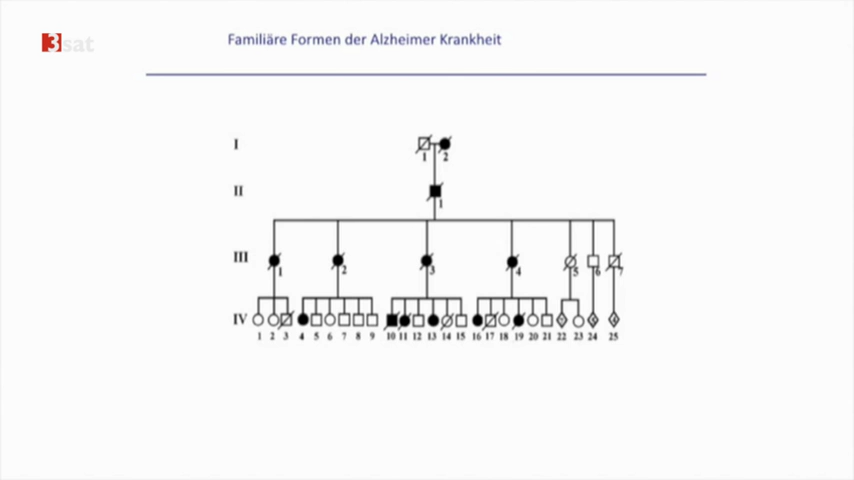 3sat
Familiäre Formen der Alzheimer Krankheit
I
1 2
II
1
III
1 2 3 4 5 6 7
IV
1 2 3 4 5 6 7 8 9 10 11 12 13 14 15 16 17 18 19 20 21 22 23 24 25